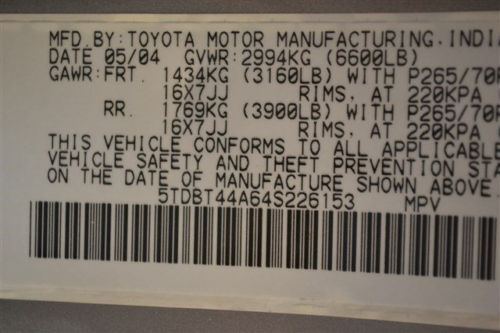 MFD.BY:TOYOTA MOTOR MANUFACTURING.INDI
DATE 05/04 GVWR:2994KG (6600LB)
GAWR:FRT. 1434KG (3160LB) WITH P265/70
16X7JJ RIMS, AT 220KPA
RR. 1769KG (3900LB) WITH P265/70
16X7JJ RIMS, AT 220KPA
THIS VEHICLE CONFORMS TO ALL APPLICABLE
VEHICLE SAFETY AND THEFT PREVENTION STA
ON THE DATE OF MANUFACTURE SHOWN ABOVE
5TDBT44A64S226153 MPV